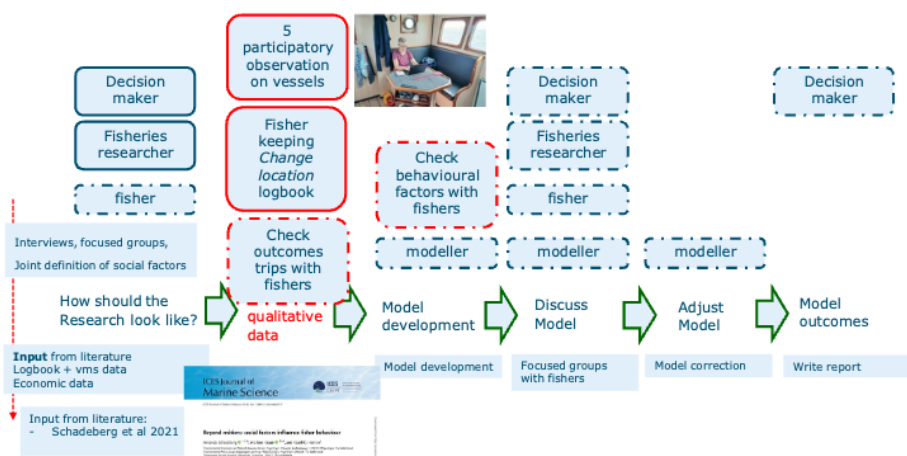 Decision
maker
Fisheries
researcher
fisher
Interviews, focused groups,
Joint definition of social factors
How should the
Research look like?
Input from literature
Logbook + vms data
Economic data
Input from literature:
- Schadeberg et al 2021
5
participatory
observation
on vessels
Fisher
keeping
Change
location
logbook
Check
outcomes
trips with
fishers
qualitative
data
ICES Journal of
Marine Science
Beyond métiers: social factors influence fisher behaviour
Check
behavioural
factors with
fishers
modeller
Model
development
Model development
Decision
maker
Fisheries
researcher
fisher
modeller
Discuss
Model
Focused groups
with fishers
modeller
Adjust
Model
Model correction
Decision
maker
Model
outcomes
Write report